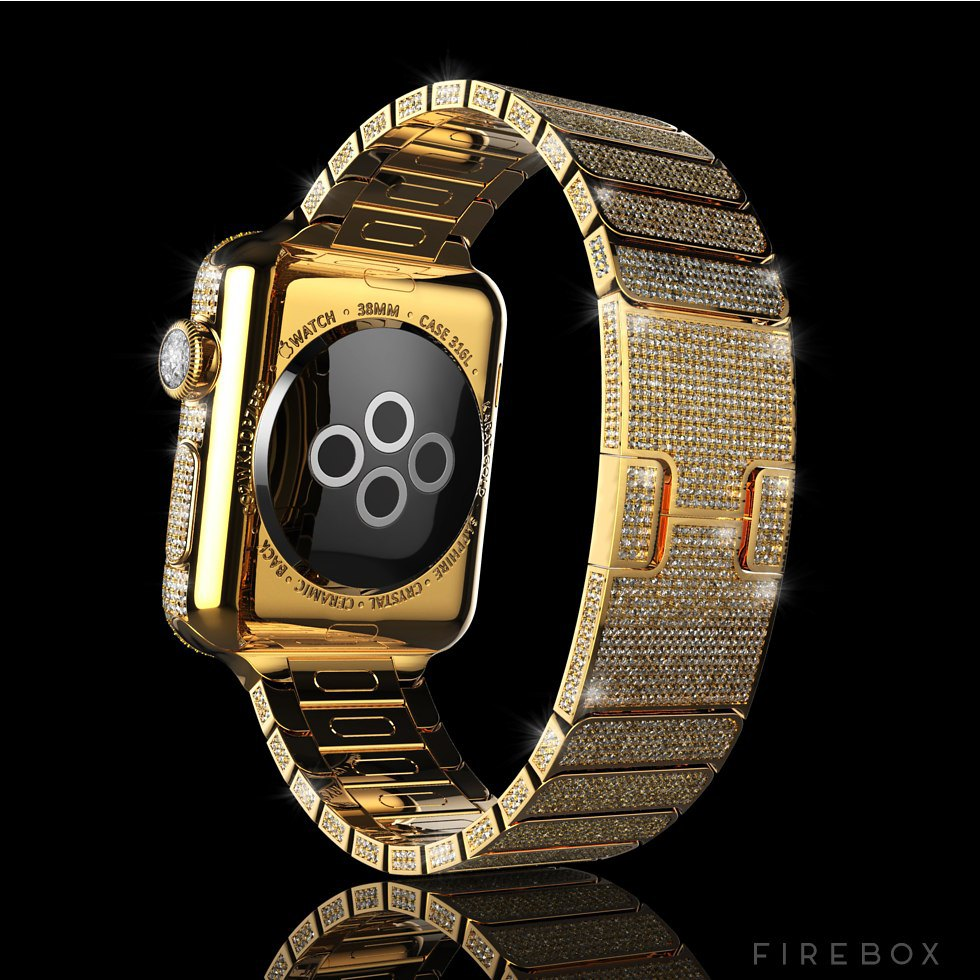 WATCH • 38MM • CASE 316L •
SAPPHIRE • CRYSTAL • CERAMIC • BACK
FIREBOX